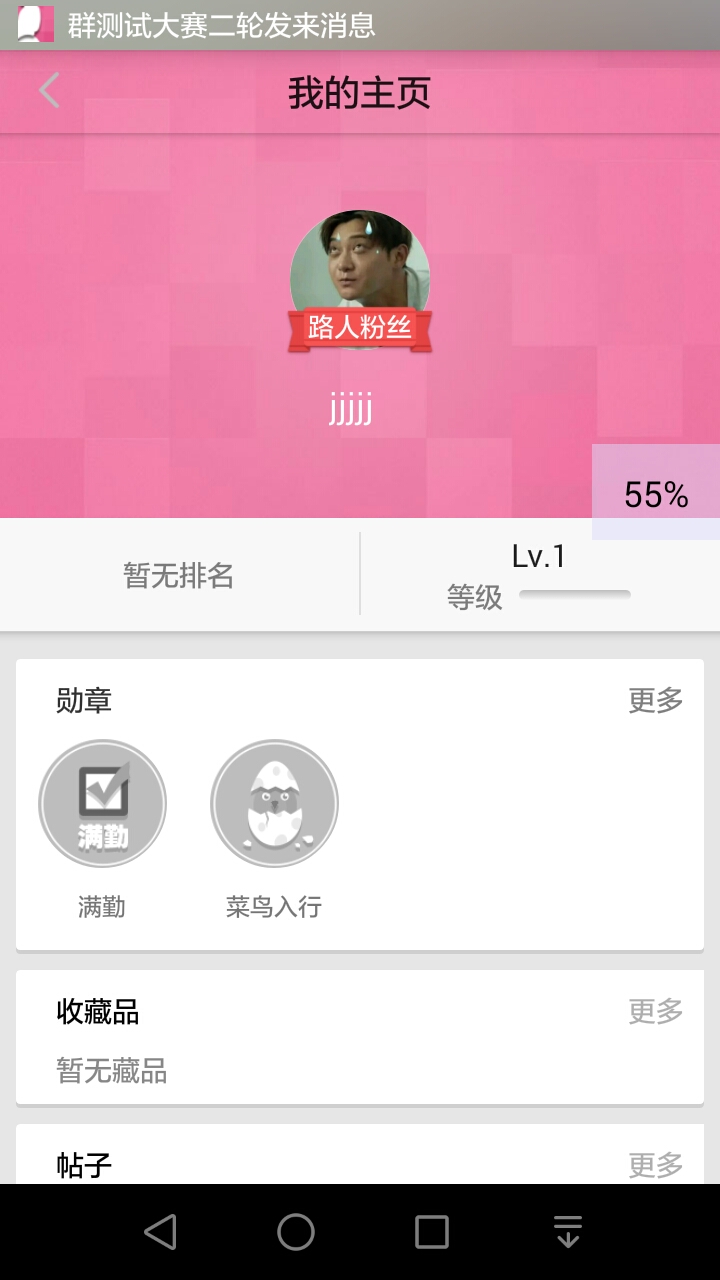 群测试大赛二轮发来消息
我的主页
路人粉丝
jjjjj
55%
暂无排名
Lv.1
等级
勋章
更多
满勤
满勤
菜鸟入行
收藏品
更多
暂无藏品
帖子
更多